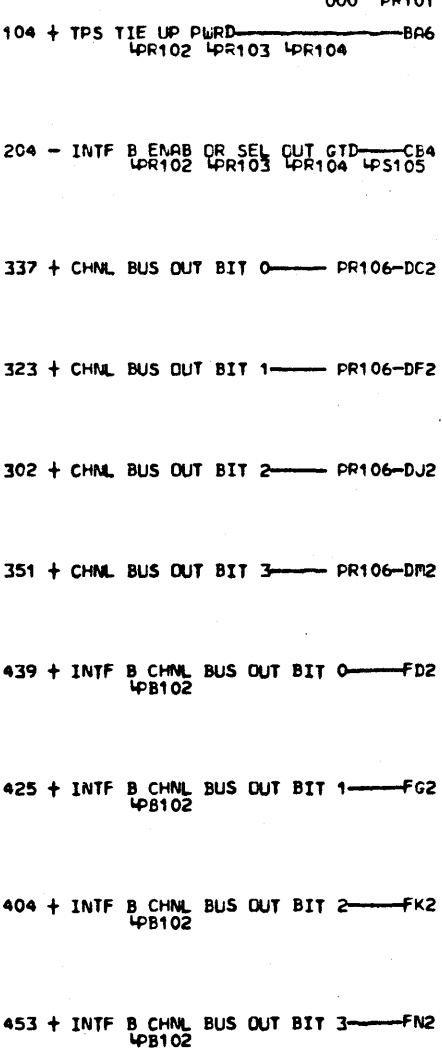 000 PR101
104 + TPS TIE UP PWRD BA6
PR102 PR103 PR104
204 - INTF B ENAB OR SEL OUT GTD CB4
PR102 PR103 PR104 PS105
337 + CHNL BUS OUT BIT 0 PR106-DC2
323 + CHNL BUS OUT BIT 1 PR106-DF2
302 + CHNL BUS OUT BIT 2 PR106-DJ2
351 + CHNL BUS OUT BIT 3 PR106-DM2
439 + INTF B CHNL BUS OUT BIT 0 FD2
PB102
425 + INTF B CHNL BUS OUT BIT 1 FG2
PB102
404 + INTF B CHNL BUS OUT BIT 2 FK2
PB102
453 + INTF B CHNL BUS OUT BIT 3 FN2
PB102